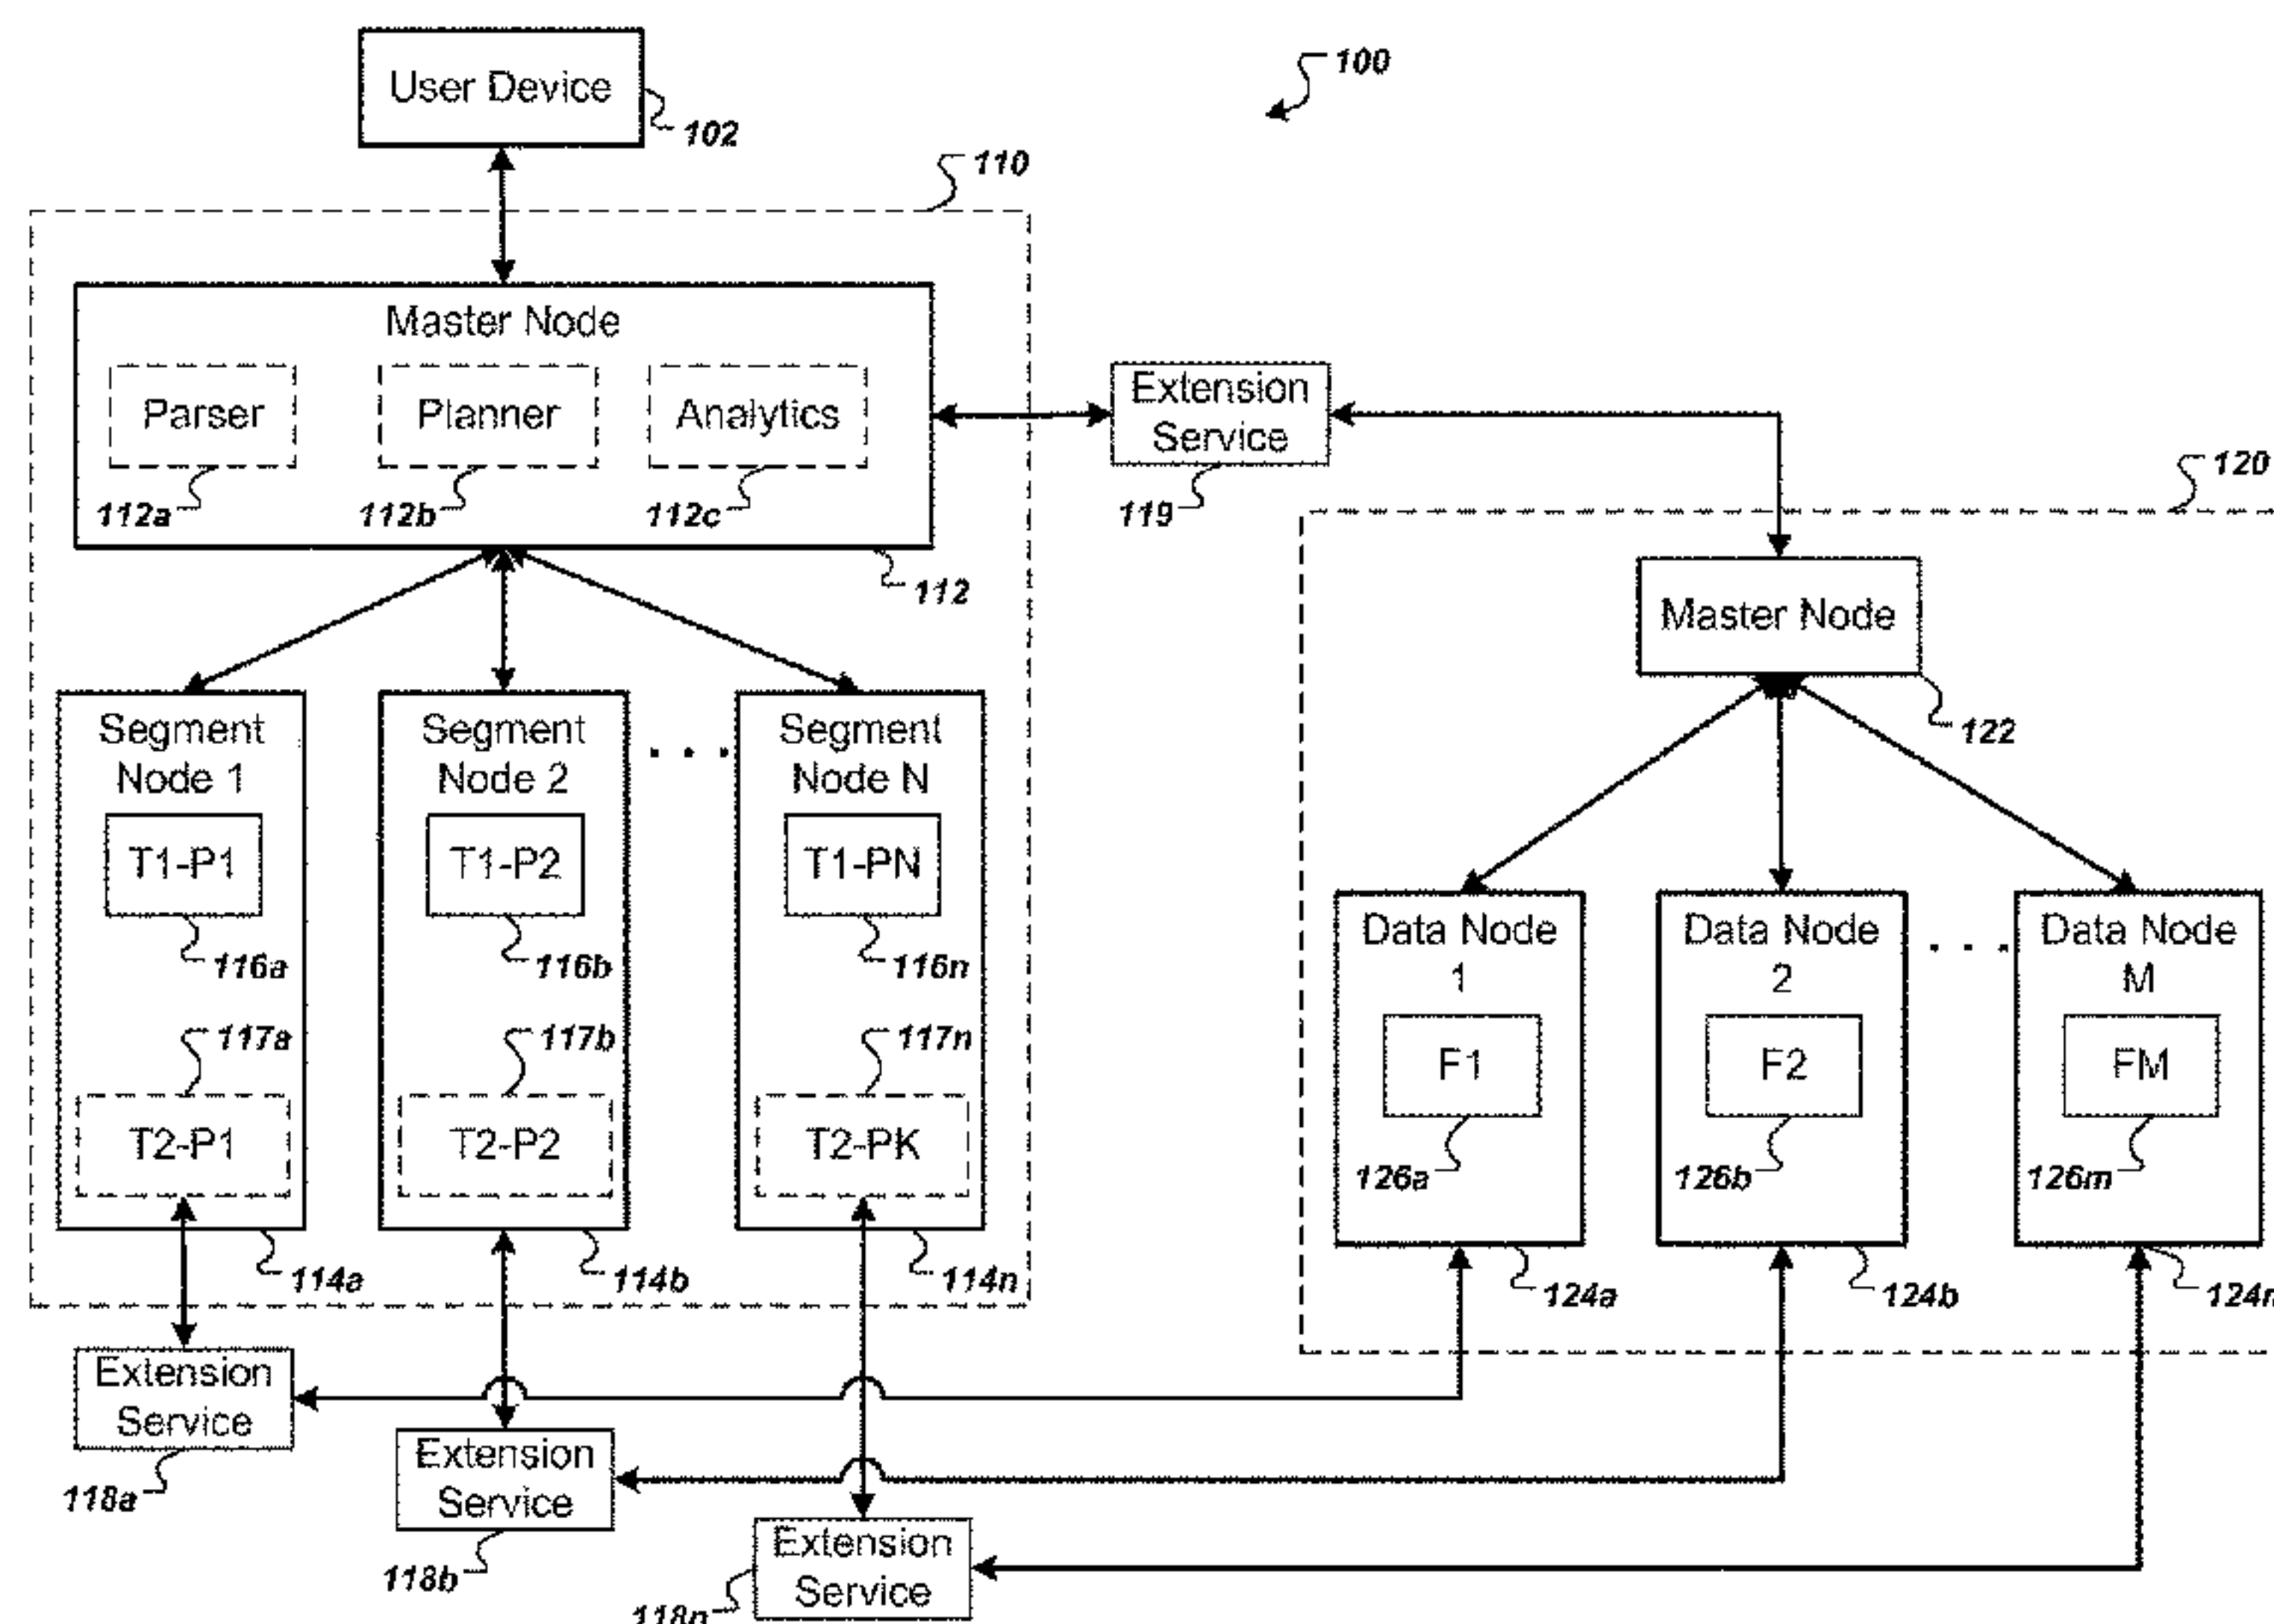 User Device
102
100
110
Master Node
Parser
Planner
Analytics
112a
112b
112c
112
Extension
Service
119
120
Master Node
122
Segment
Node 1
Segment
Node 2
. . .
Segment
Node N
T1-P1
T1-P2
T1-PN
116a
116b
116n
117a
117b
117n
T2-P1
T2-P2
T2-PK
114a
114b
114n
Data Node
1
Data Node
2
. . .
Data Node
M
F1
F2
FM
126a
126b
126m
124a
124b
Extension
Service
118a
Extension
Service
118b
Extension
Service
118n